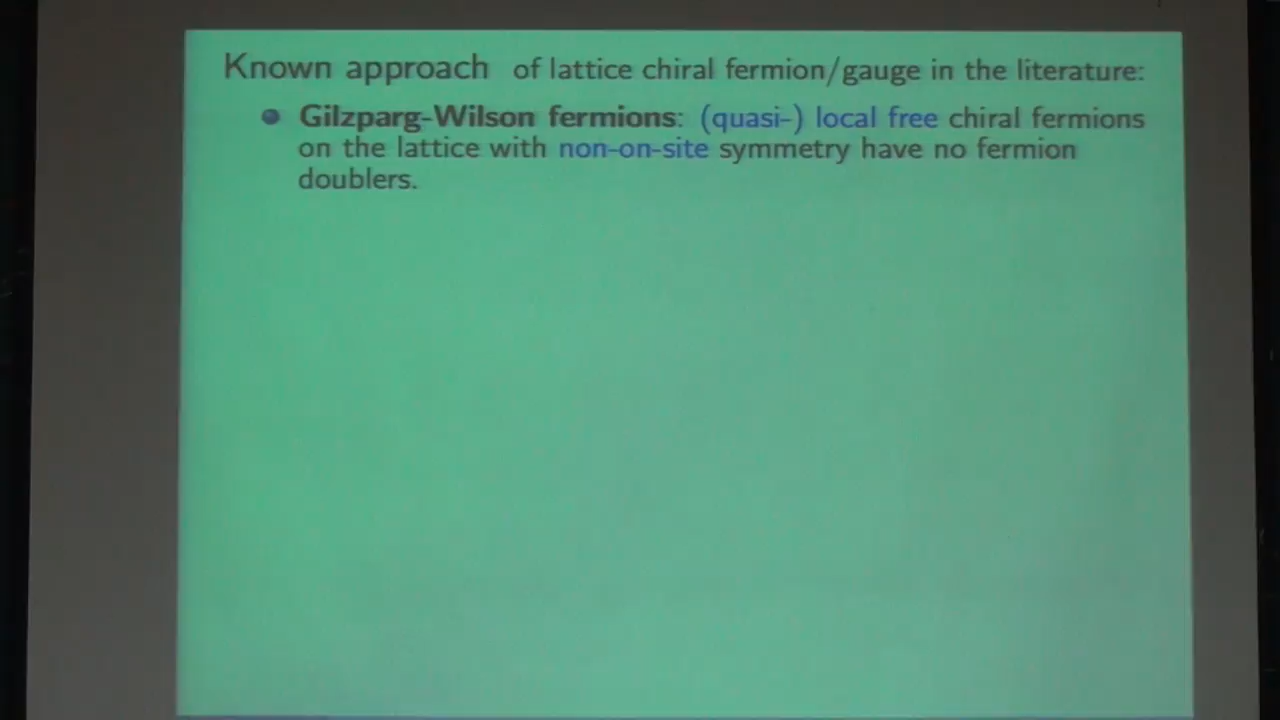 Known approach of lattice chiral fermion/gauge in the literature:
Gilzparg-Wilson fermions: (quasi-) local free chiral fermions
on the lattice with non-on-site symmetry have no fermion
doublers.